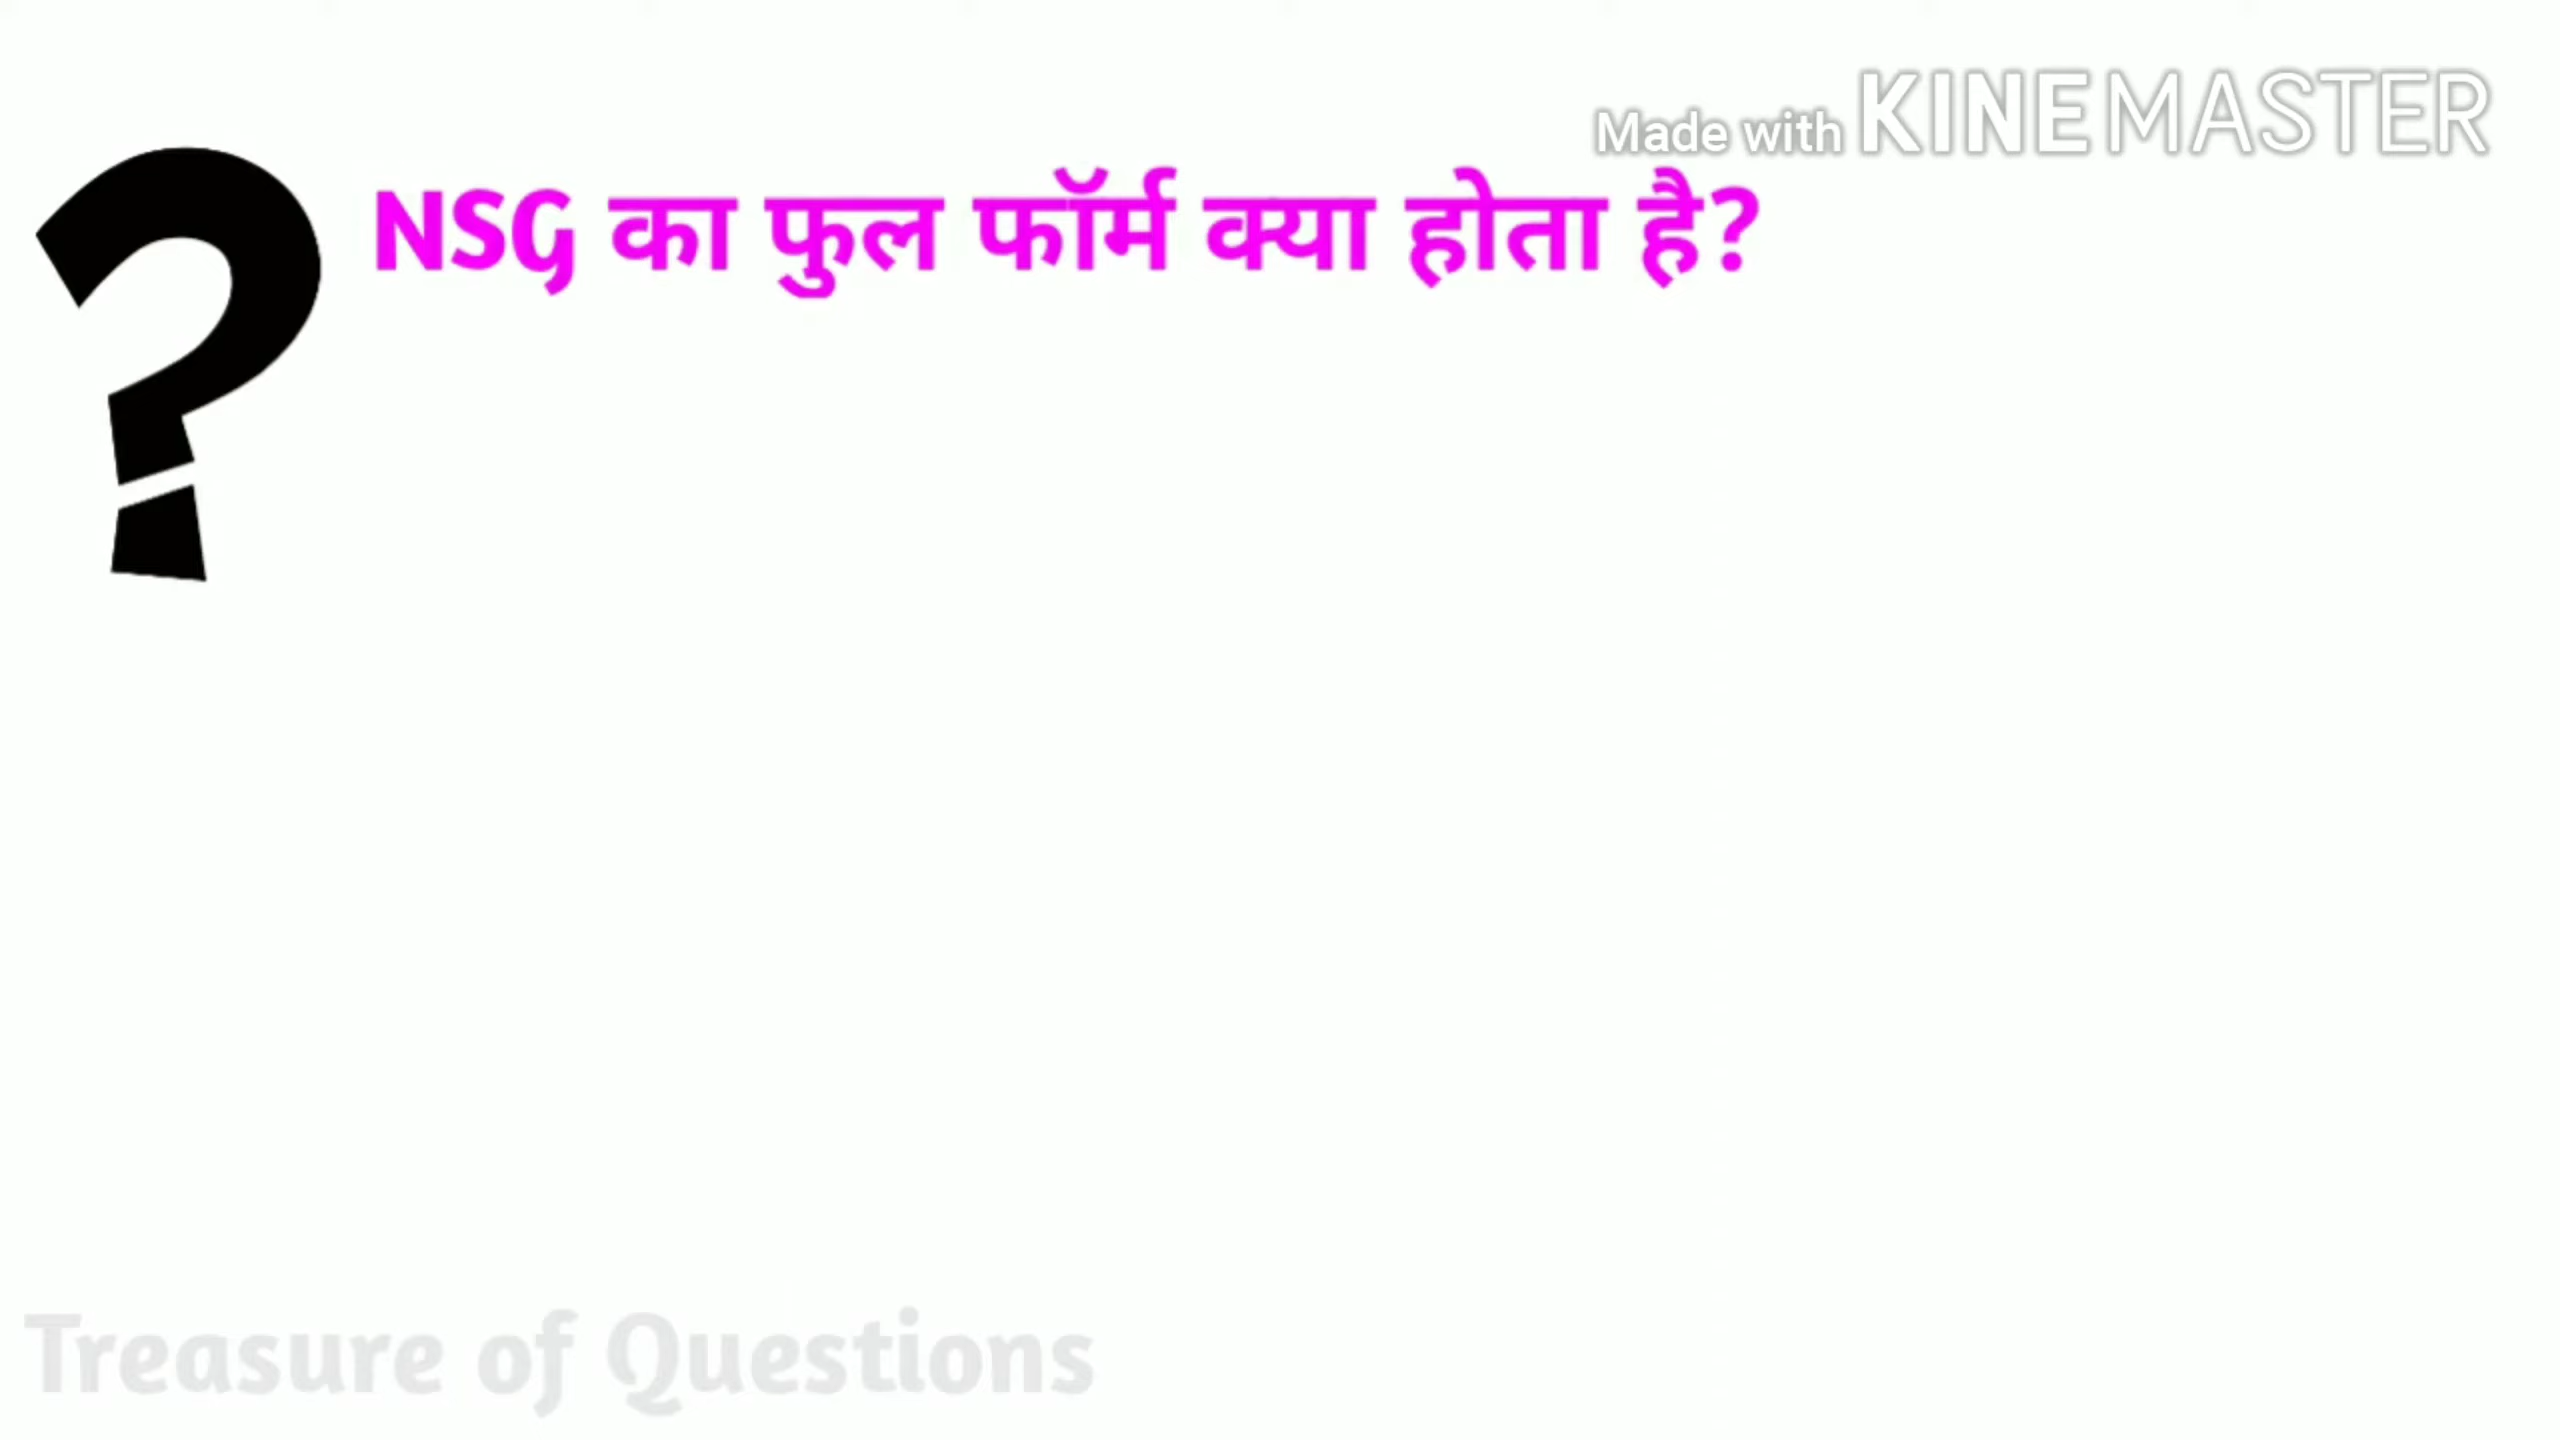 Made with KINEMASTER
NSG का फुल फॉर्म क्या होता है?
Treasure of Questions